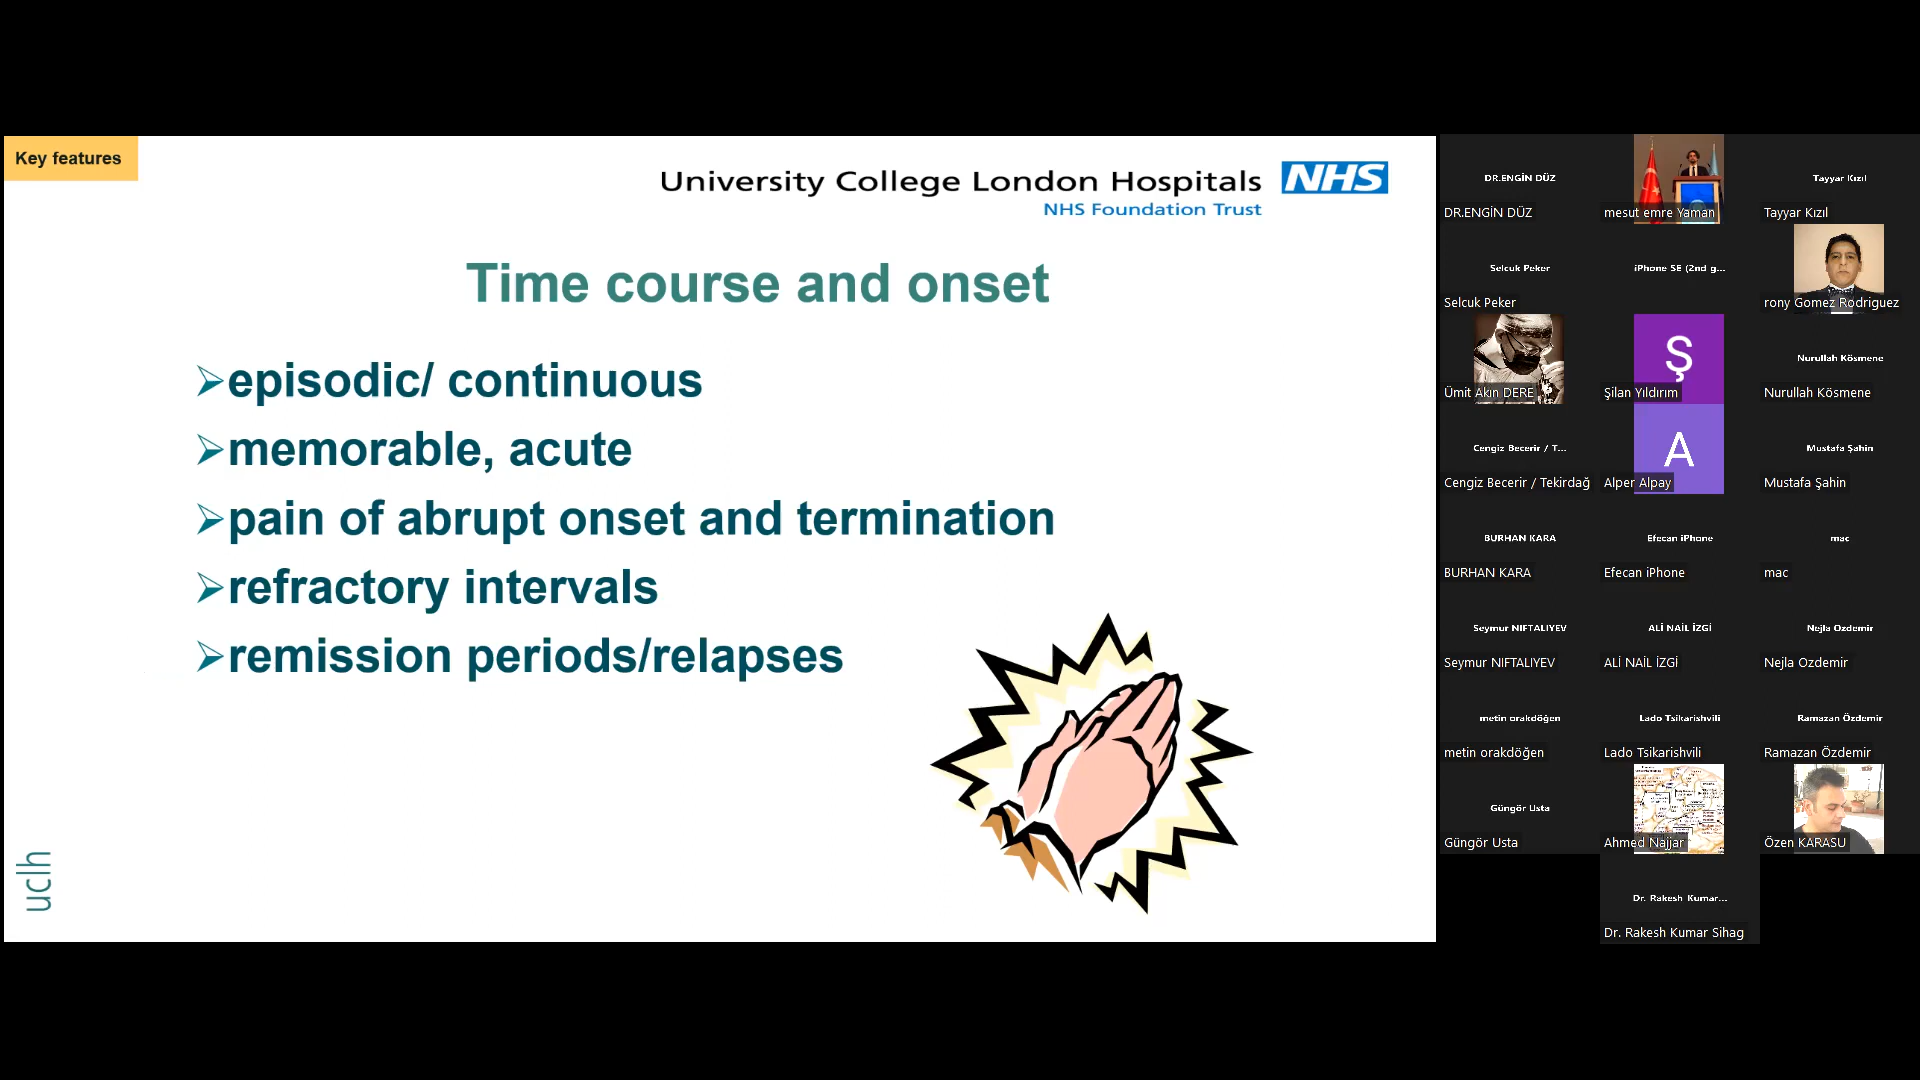 Key features
University College London Hospitals NHS
NHS Foundation Trust
Time course and onset
➢episodic/ continuous
➢memorable, acute
➢pain of abrupt onset and termination
➢refractory intervals
➢remission periods/relapses
uclh
DR.ENGİN DÜZ
DR.ENGİN DÜZ
mesut emre Yaman
Tayyar Kızıl
Tayyar Kızıl
Selcuk Peker
Selcuk Peker
iPhone SE (2nd g...
rony Gomez Rodriguez
Ümit Akın DERE
Ş
Şilan Yıldırım
Nurullah Kösmene
Nurullah Kösmene
Cengiz Becerir / T...
Cengiz Becerir / Tekirdağ
A
Alper Alpay
Mustafa Şahin
Mustafa Şahin
BURHAN KARA
BURHAN KARA
Efecan iPhone
Efecan iPhone
mac
mac
Seymur NIFTALIYEV
Seymur NIFTALIYEV
ALİ NAİL İZGİ
ALİ NAİL İZGİ
Nejla Ozdemir
Nejla Ozdemir
metin orakdöğen
metin orakdöğen
Lado Tsikarishvili
Lado Tsikarishvili
Ramazan Özdemir
Ramazan Özdemir
Güngör Usta
Güngör Usta
Ahmed Najjar
Özen KARASU
Dr. Rakesh Kumar...
Dr. Rakesh Kumar Sihag